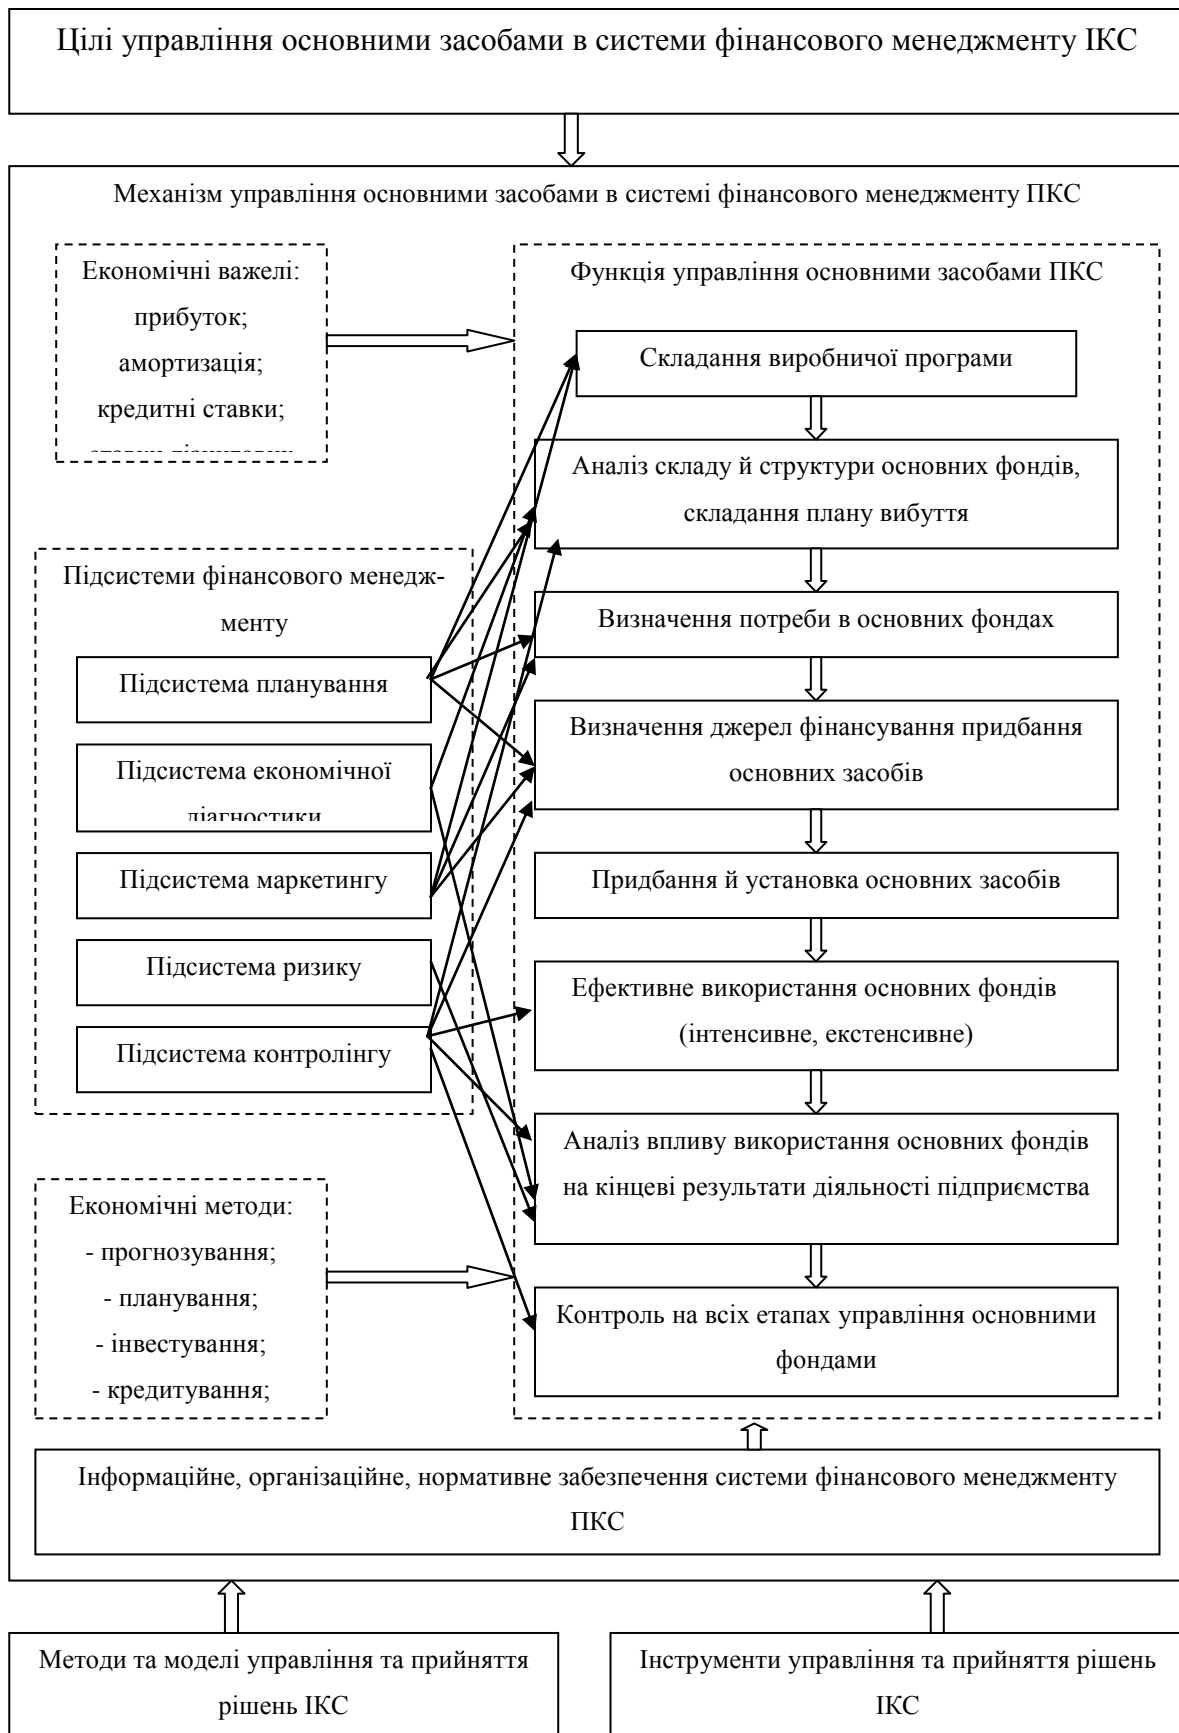 Цілі управління основними засобами в системи фінансового менеджменту ІКС
Механізм управління основними засобами в системі фінансового менеджменту ПКС
Економічні важелі:
прибуток;
амортизація;
кредитні ставки;
Функція управління основними засобами ПКС
Складання виробничої програми
Аналіз складу й структури основних фондів,
складання плану вибуття
Визначення потреби в основних фондах
Визначення джерел фінансування придбання
основних засобів
Придбання й установка основних засобів
Ефективне використання основних фондів
(інтенсивне, екстенсивне)
Аналіз впливу використання основних фондів
на кінцеві результати діяльності підприємства
Контроль на всіх етапах управління основними
фондами
Підсистеми фінансового менедж-
менту
Підсистема планування
Підсистема економічної
діагностики
Підсистема маркетингу
Підсистема ризику
Підсистема контролінгу
Економічні методи:
- прогнозування;
- планування;
- інвестування;
- кредитування;
Інформаційне, організаційне, нормативне забезпечення системи фінансового менеджменту
ПКС
Методи та моделі управління та прийняття
рішень ІКС
Інструменти управління та прийняття рішень
ІКС